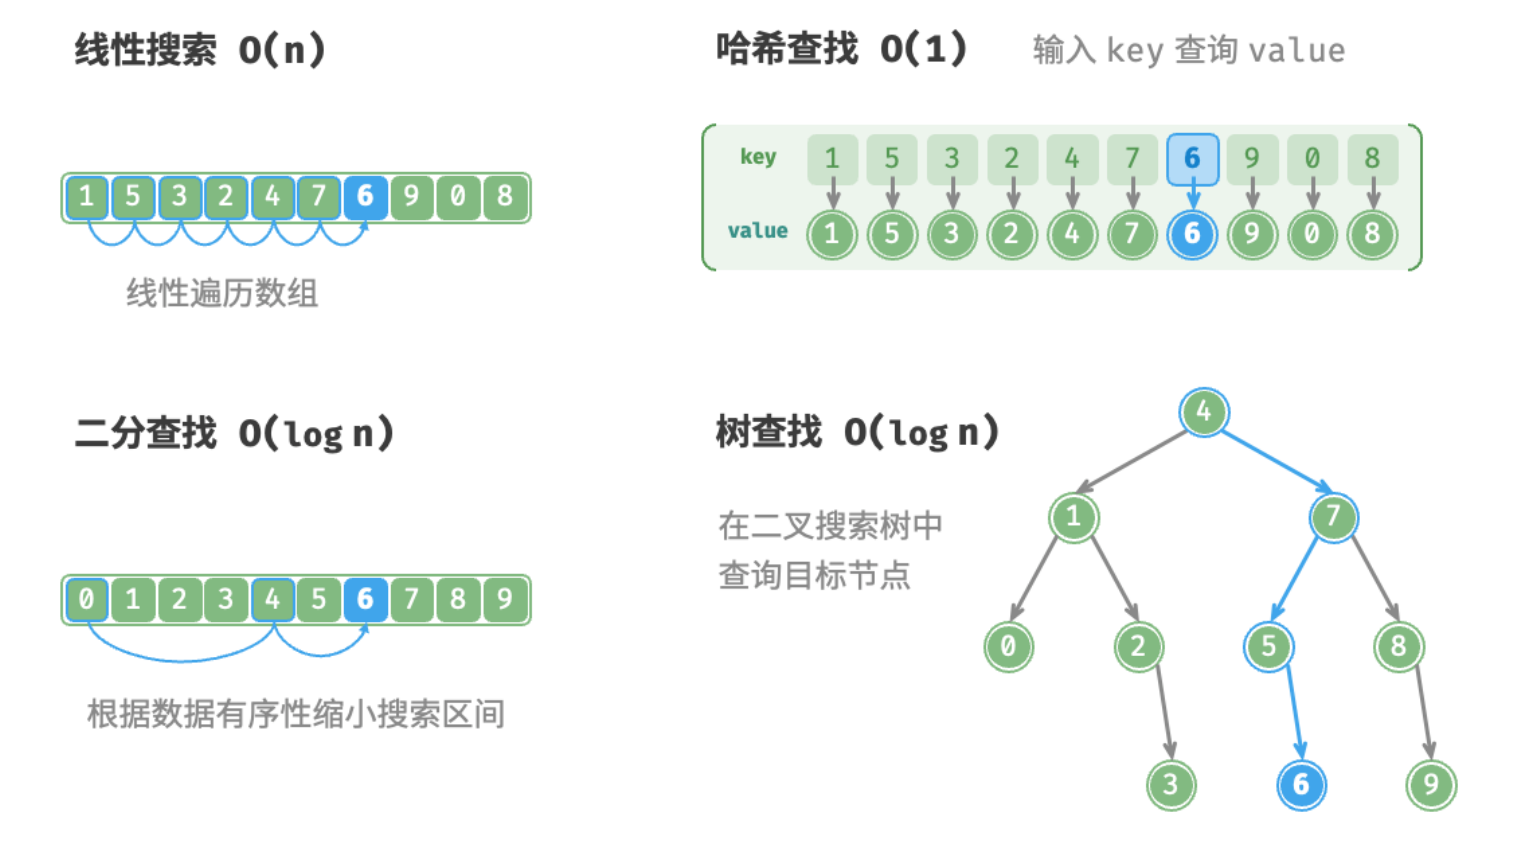 线性搜索 O(n)
1 5 3 2 4 7 6 9 0 8
线性遍历数组
哈希查找 O(1) 输入 key 查询 value
key 1 5 3 2 4 7 6 9 0 8
value 1 5 3 2 4 7 6 9 0 8
二分查找 O(log n)
0 1 2 3 4 5 6 7 8 9
根据数据有序性缩小搜索区间
树查找 O(log n)
在二叉搜索树中
查询目标节点
4
1 7
0 2 5 8
3 6 9